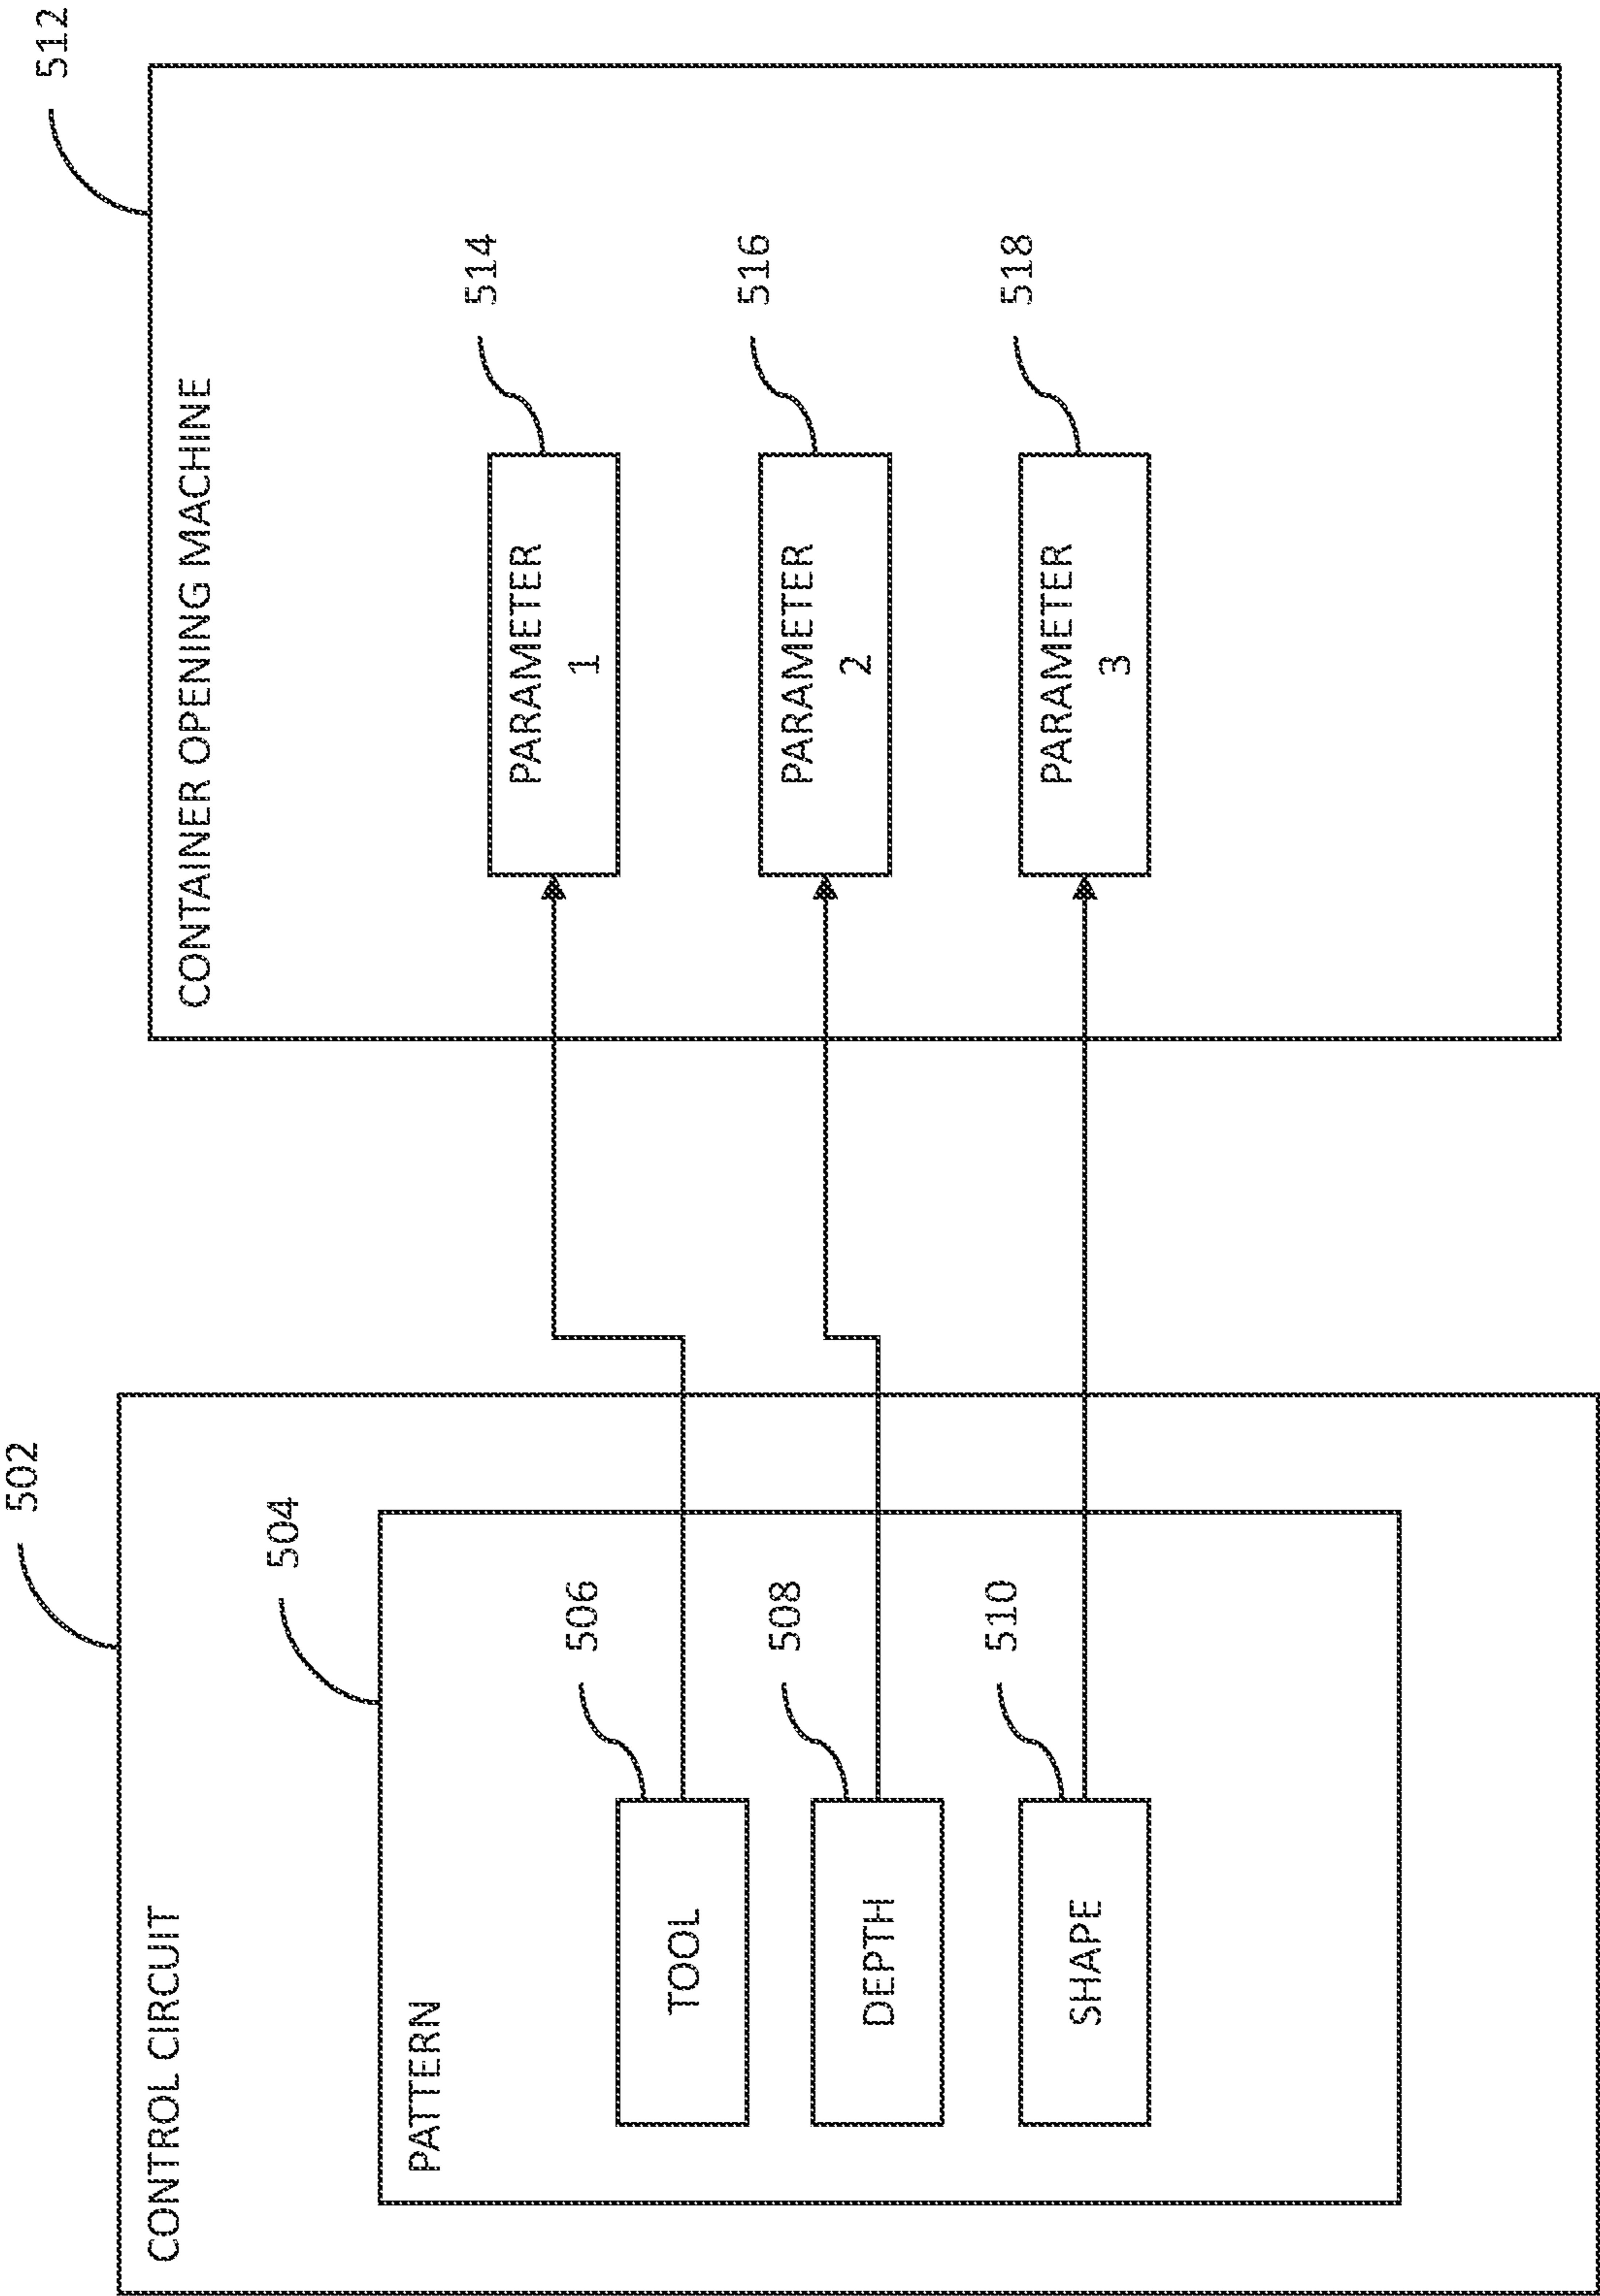 502
CONTROL CIRCUIT
504
PATTERN
506
TOOL
508
DEPTH
510
SHAPE
512
CONTAINER OPENING MACHINE
514
PARAMETER
1
516
PARAMETER
2
518
PARAMETER
3